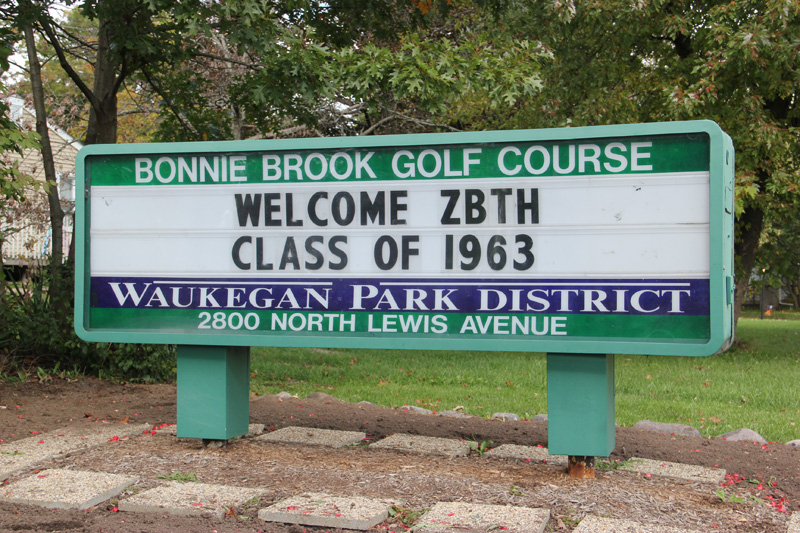 BONNIE BROOK GOLF COURSE
WELCOME ZBTH
CLASS OF 1963
WAUKEGAN PARK DISTRICT
2800 NORTH LEWIS AVENUE